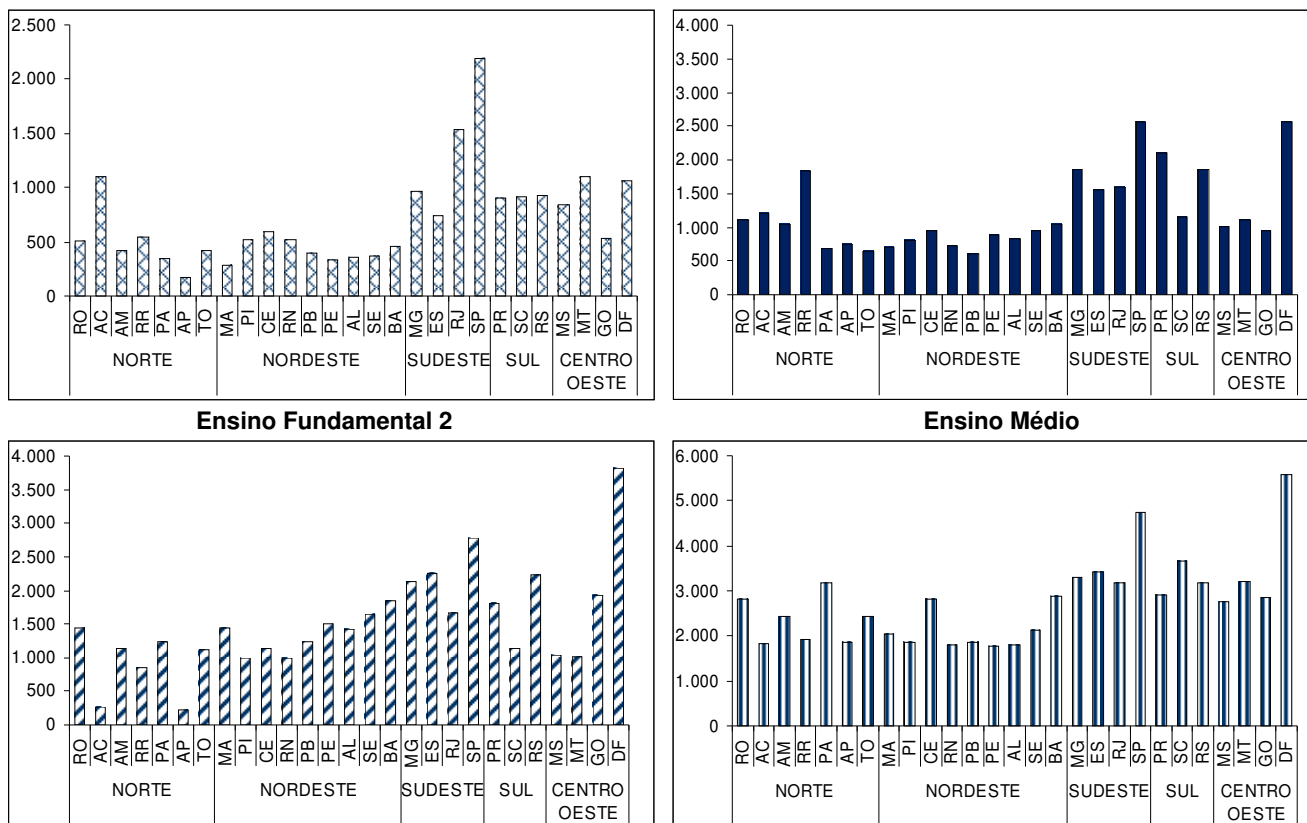 2.500
2.000
1.500
1.000
500
0
RO AC AM RR PA AP TO MA PI CE RN PB PE AL SE BA MG ES RJ SP PR SC RS MS MT GO DF
NORTE NORDESTE SUDESTE SUL CENTRO
OESTE
4.000
3.500
3.000
2.500
2.000
1.500
1.000
500
0
RO AC AM RR PA AP TO MA PI CE RN PB PE AL SE BA MG ES RJ SP PR SC RS MS MT GO DF
NORTE NORDESTE SUDESTE SUL CENTRO
OESTE
Ensino Fundamental 2
4.000
3.500
3.000
2.500
2.000
1.500
1.000
500
0
RO AC AM RR PA AP TO MA PI CE RN PB PE AL SE BA MG ES RJ SP PR SC RS MS MT GO DF
NORTE NORDESTE SUDESTE SUL CENTRO
OESTE
Ensino Médio
6.000
5.000
4.000
3.000
2.000
1.000
0
RO AC AM RR PA AP TO MA PI CE RN PB PE AL SE BA MG ES RJ SP PR SC RS MS MT GO DF
NORTE NORDESTE SUDESTE SUL CENTRO
OESTE